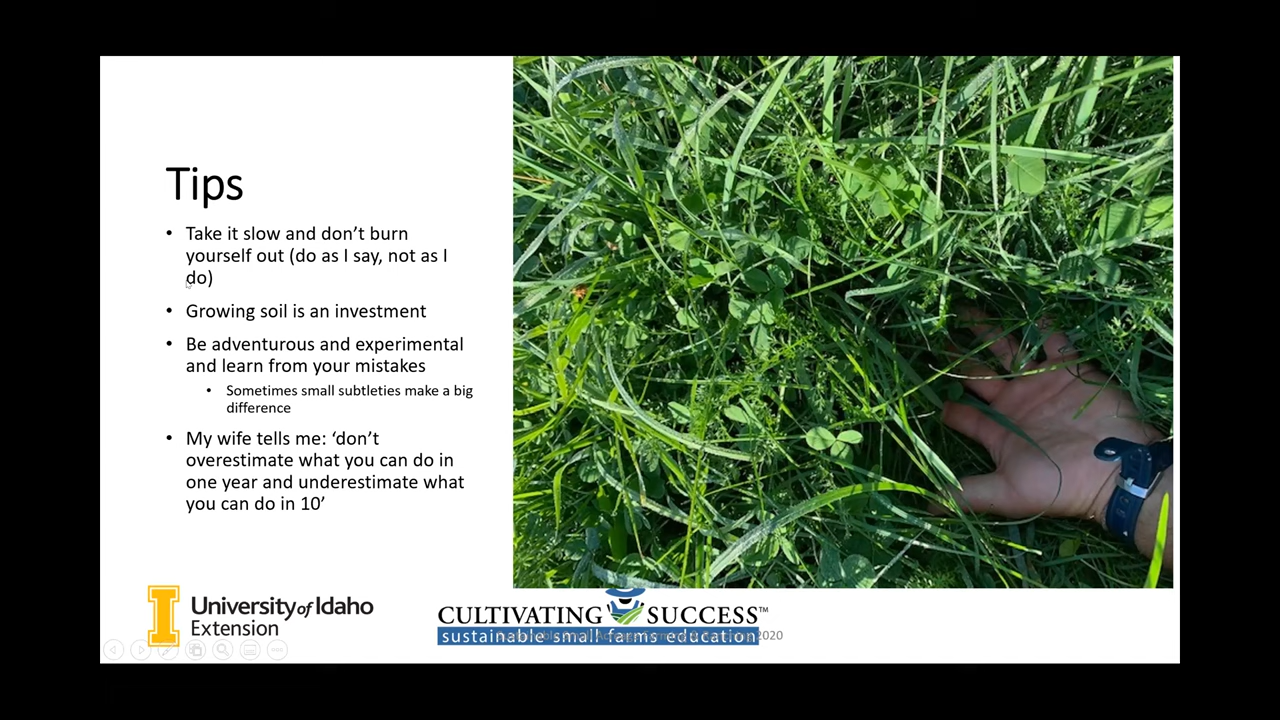 Tips
• Take it slow and don’t burn
yourself out (do as I say, not as I
do)
• Growing soil is an investment
• Be adventurous and experimental
and learn from your mistakes
• Sometimes small subtleties make a big
difference
• My wife tells me: ‘don’t
overestimate what you can do in
one year and underestimate what
you can do in 10’
I
University of Idaho
Extension
CULTIVATING SUCCESS™
sustainable small farms education
2020